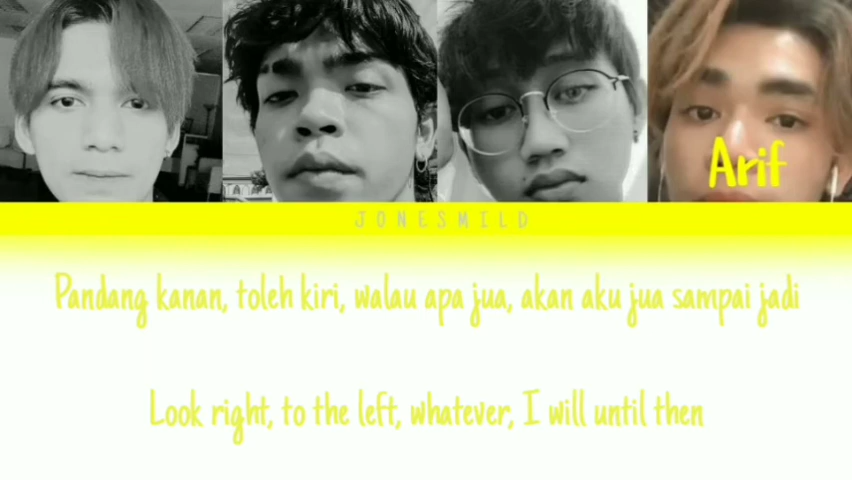 Arif
JONESMILD
Pandang kanan, toleh kiri, walau apa jua, akan aku jua sampai jadi
Look right, to the left, whatever, I will until then